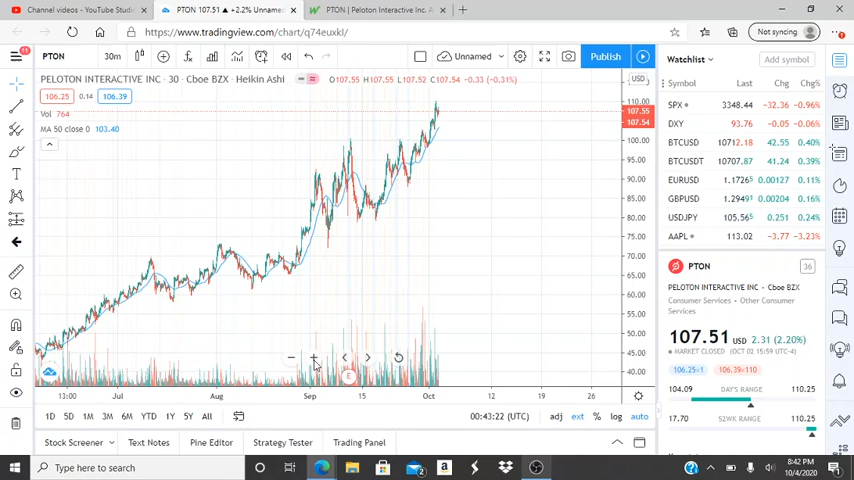 Channel videos - YouTube Studio
PTON 107.51 ▲ +2.2% Unnamed
PTON | Peloton Interactive Inc. A
https://www.tradingview.com/chart/q74euxkl/
Not syncing
11
PTON
30m
Unnamed
Publish
Watchlist
Add symbol
PELOTON INTERACTIVE INC · 30 · Cboe BZX · Heikin Ashi
O107.55 H107.55 L107.52 C107.54 -0.33 (-0.31%)
106.25 0.14 106.39
Vol 764
MA 50 close 0 103.40
USD
110.00
107.55
107.54
100.00
95.00
90.00
85.00
80.00
75.00
70.00
65.00
60.00
55.00
50.00
45.00
40.00
E
13:00 Jul Aug Sep 15 Oct 12 19 26
1D 5D 1M 3M 6M YTD 1Y 5Y All
00:43:22 (UTC) adj ext % log auto
Stock Screener Text Notes Pine Editor Strategy Tester Trading Panel
Symbol Last Chg Chg%
SPX 3348.44 -32.36 -0.96%
DXY 93.76 -0.05 -0.06%
BTCUSD 10712.18 42.55 0.40%
BTCUSDT 10707.87 41.24 0.39%
EURUSD 1.1726 0.00127 0.11%
GBPUSD 1.2949 0.00204 0.16%
USDJPY 105.56 0.251 0.24%
AAPL 113.02 -3.77 -3.23%
PTON
36
PELOTON INTERACTIVE INC · Cboe BZX
Consumer Services · Other Consumer
Services
107.51 USD 2.31 (2.20%)
MARKET CLOSED (OCT 02 15:59 UTC-4)
106.25×1 106.39×110
104.09 DAY'S RANGE 110.25
17.70 52WK RANGE 110.25
Type here to search
2
a
8:42 PM
10/4/2020